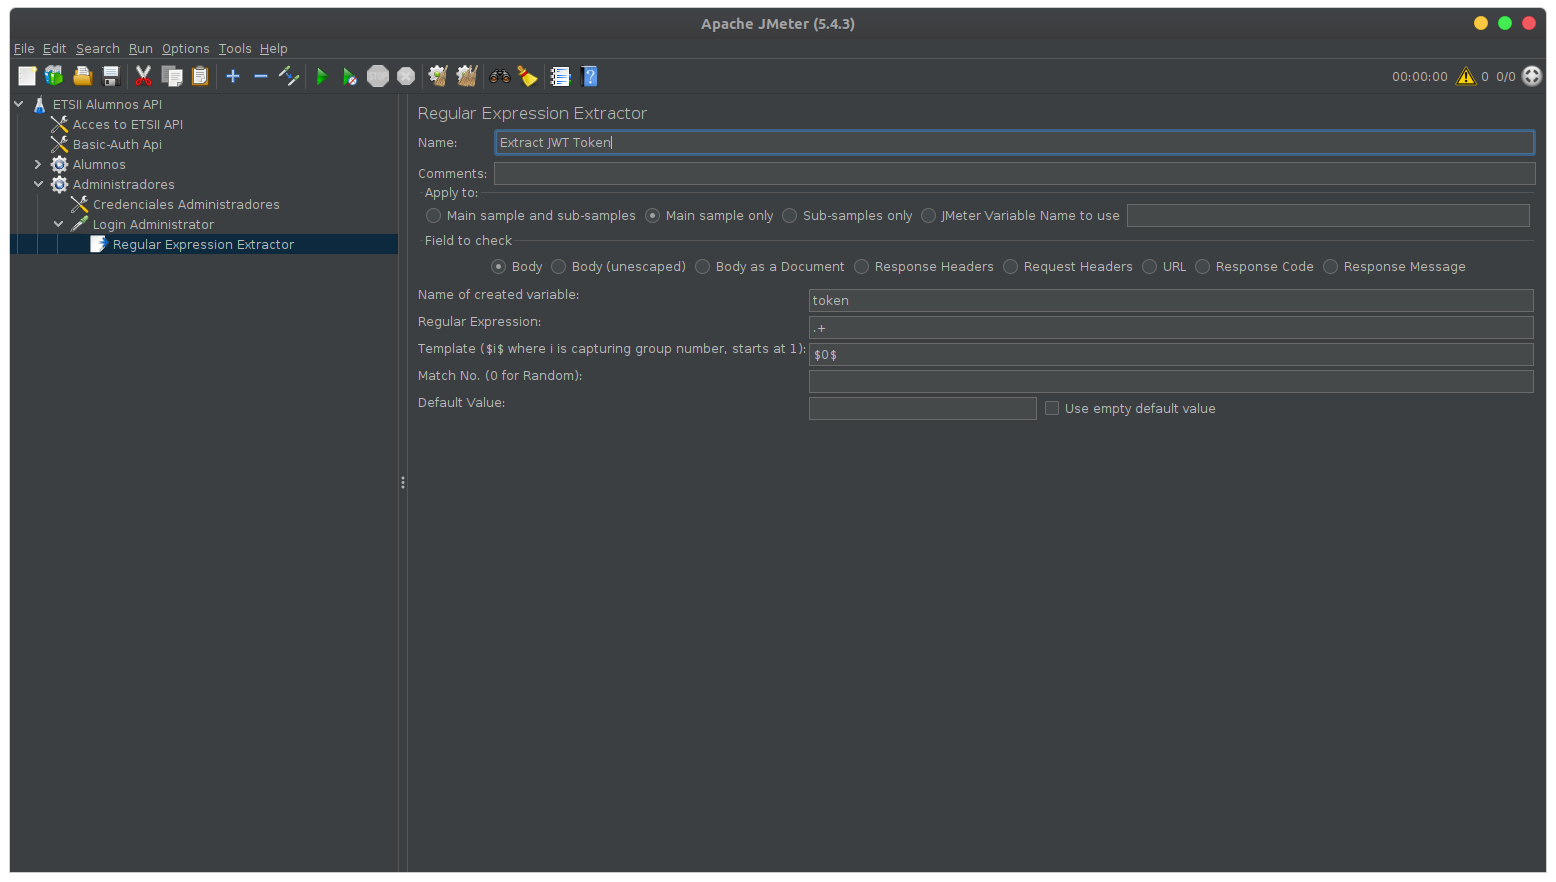 Apache JMeter (5.4.3)
File Edit Search Run Options Tools Help
STOP 00:00:00 0 0/0
ETSII Alumnos API
Acces to ETSII API
Basic-Auth Api
Alumnos
Administradores
Credenciales Administradores
Login Administrator
Regular Expression Extractor
Regular Expression Extractor
Name: Extract JWT Token
Comments:
Apply to:
Main sample and sub-samples Main sample only Sub-samples only JMeter Variable Name to use
Field to check
Body Body (unescaped) Body as a Document Response Headers Request Headers URL Response Code Response Message
Name of created variable: token
Regular Expression: .+
Template ($i$ where i is capturing group number, starts at 1): $0$
Match No. (0 for Random):
Default Value: Use empty default value